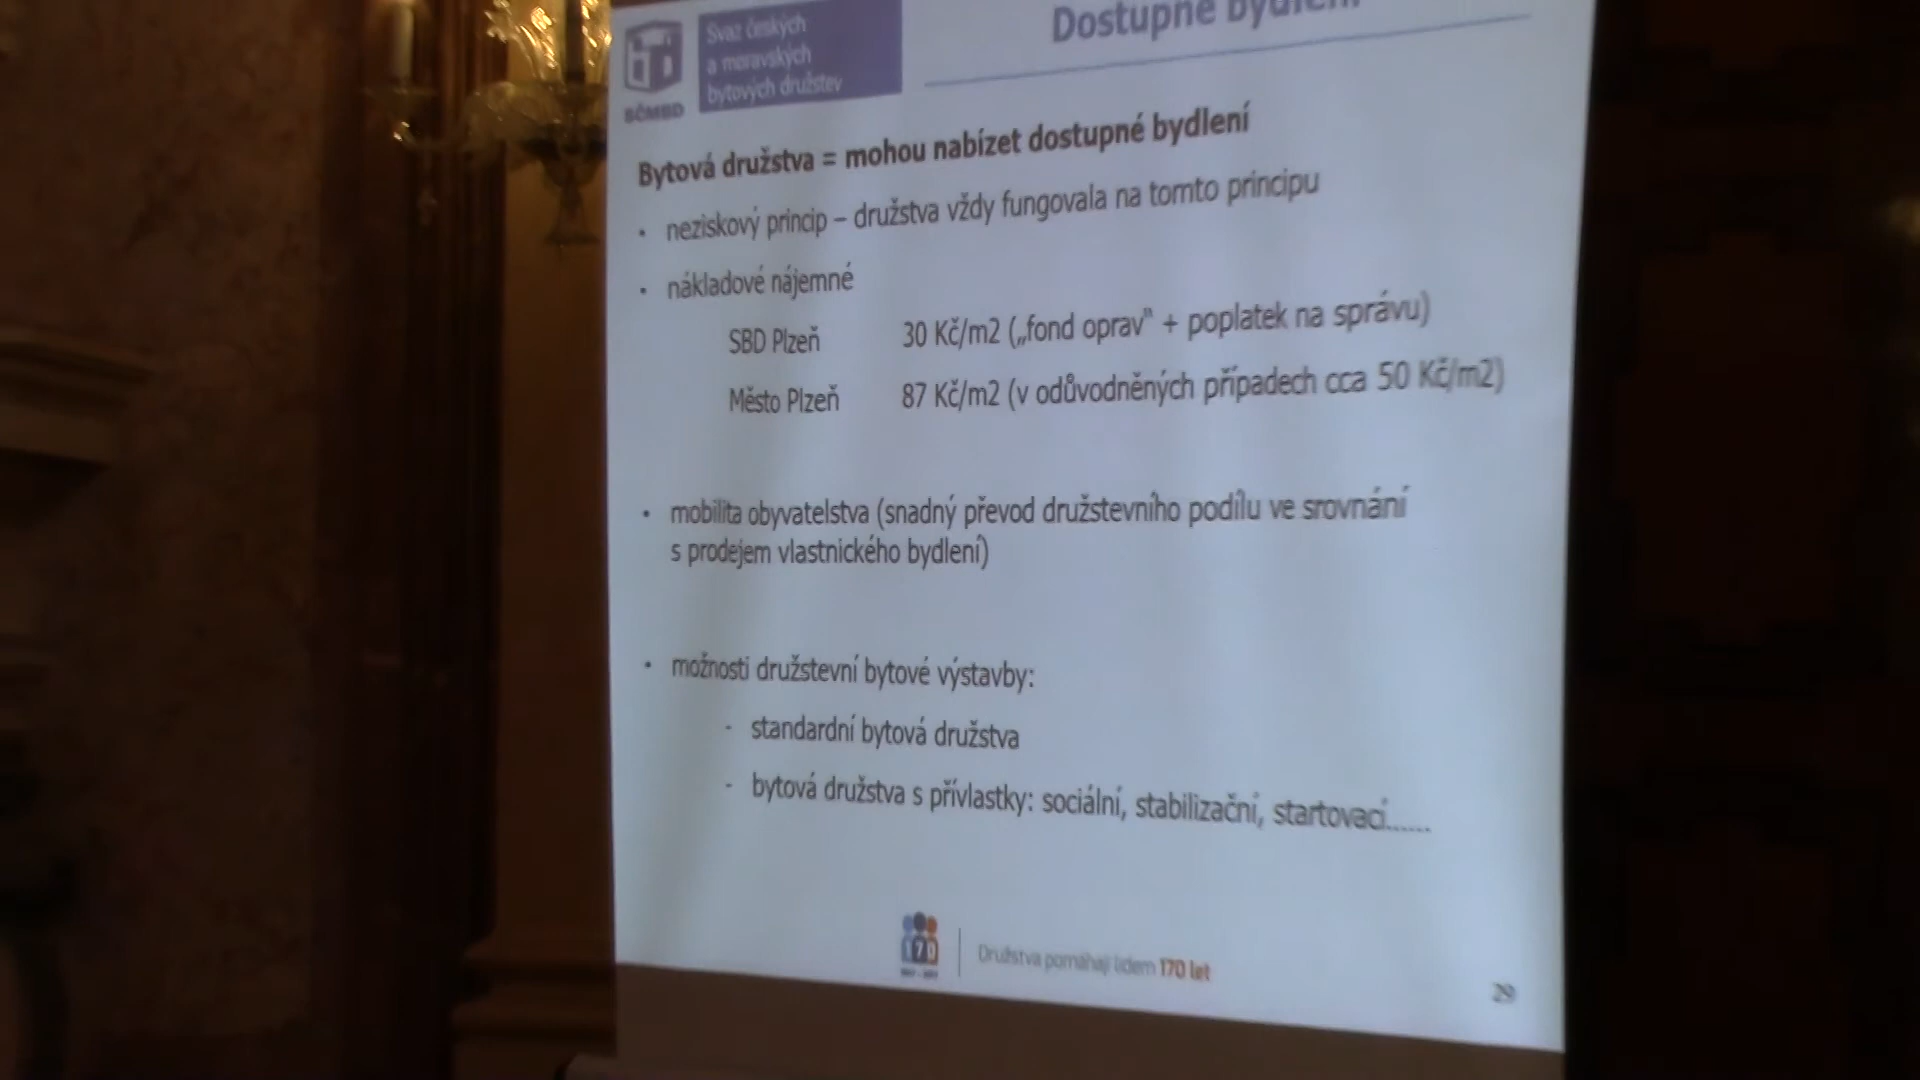 Svaz českých
a moravských
bytových družstev
SČMBD
Dostupné bydlení
Bytová družstva = mohou nabízet dostupné bydlení
• neziskový princip – družstva vždy fungovala na tomto principu
• nákladové nájemné
SBD Plzeň 30 Kč/m2 („fond oprav“ + poplatek na správu)
Město Plzeň 87 Kč/m2 (v odůvodněných případech cca 50 Kč/m2)
• mobilita obyvatelstva (snadný převod družstevního podílu ve srovnání
s prodejem vlastnického bydlení)
• možnosti družstevní bytové výstavby:
- standardní bytová družstva
- bytová družstva s přívlastky: sociální, stabilizační, startovací......
170
Družstva pomáhají lidem 170 let
29